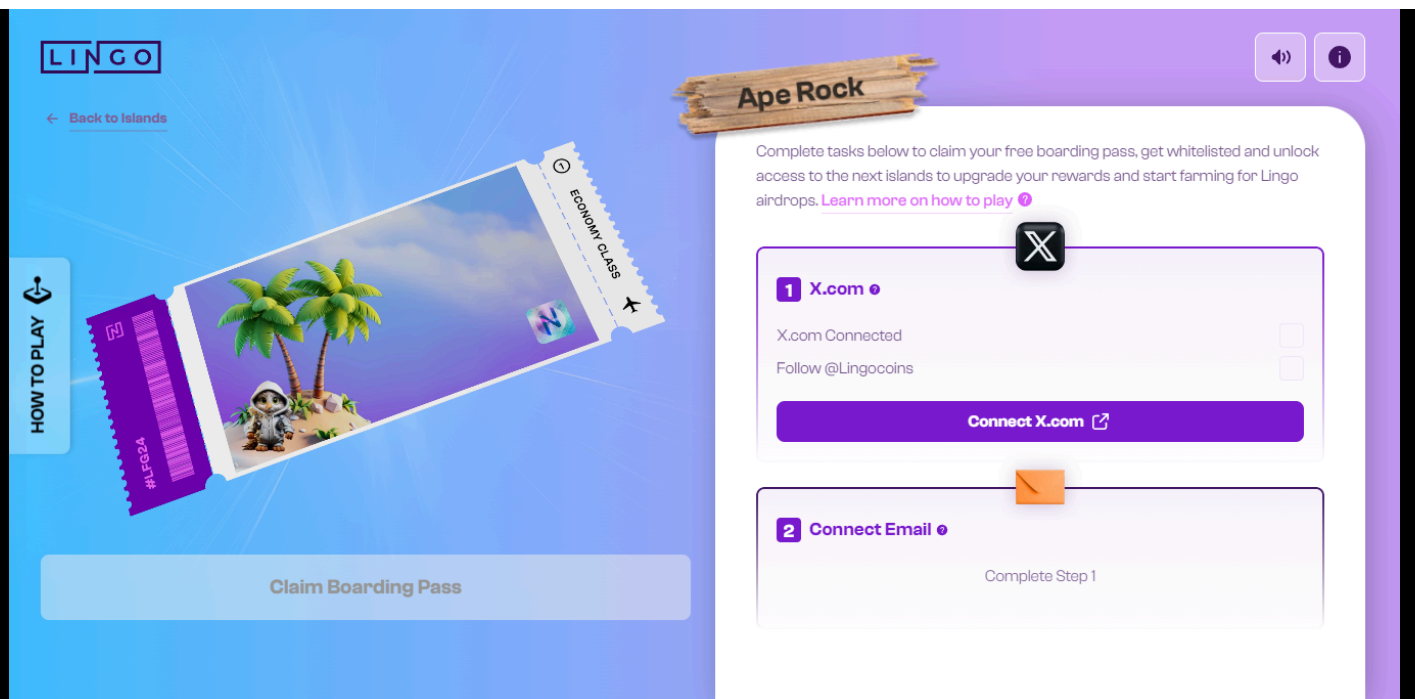 LINGO
Back to Islands
HOW TO PLAY
#LFG24
1
ECONOMY CLASS
Claim Boarding Pass
Ape Rock
Complete tasks below to claim your free boarding pass, get whitelisted and unlock
access to the next islands to upgrade your rewards and start farming for Lingo
airdrops. Learn more on how to play ?
1 X.com ?
X.com Connected
Follow @Lingocoins
Connect X.com
2 Connect Email ?
Complete Step 1